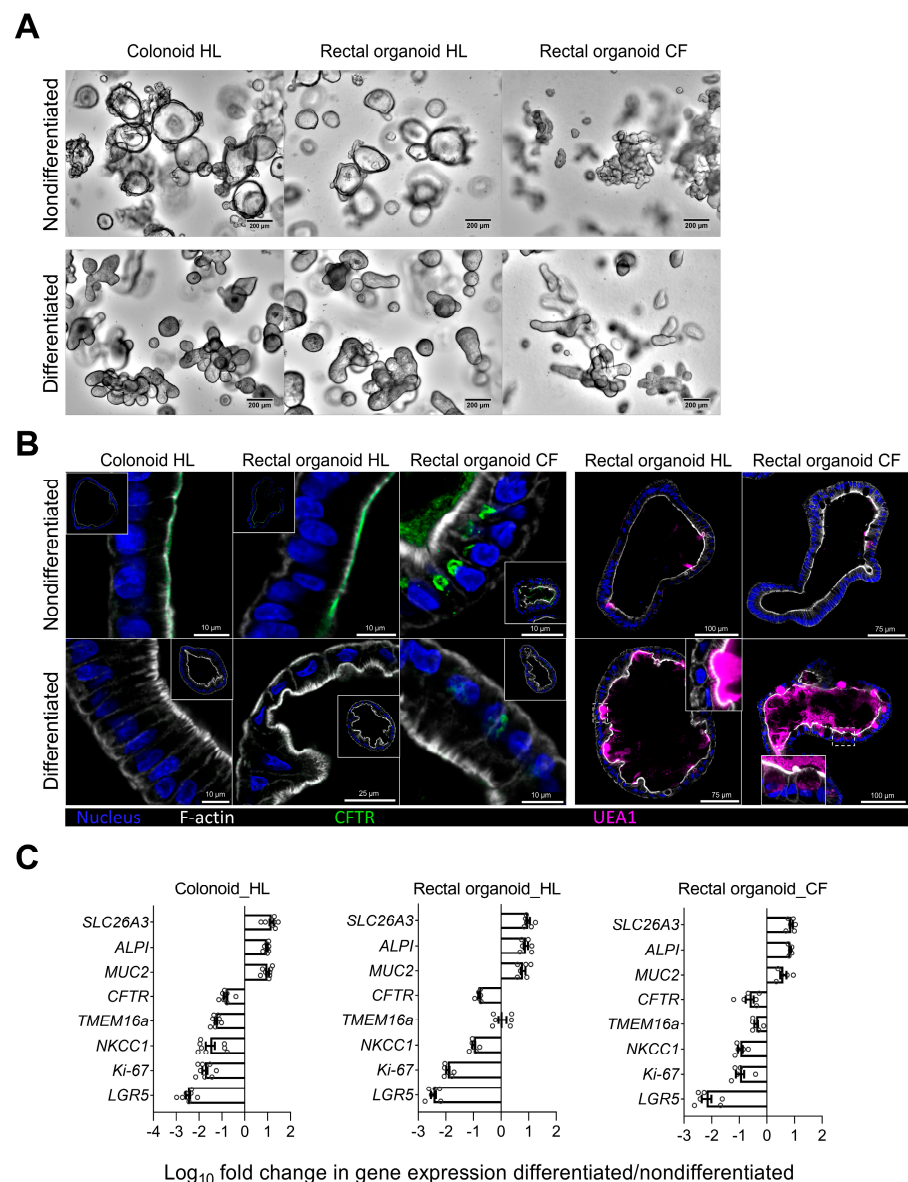 A
Colonoid HL
Rectal organoid HL
Rectal organoid CF
Nondifferentiated
200 µm
200 µm
200 µm
Differentiated
200 µm
200 µm
200 µm
B
Colonoid HL
Rectal organoid HL
Rectal organoid CF
Rectal organoid HL
Rectal organoid CF
Nondifferentiated
10 µm
10 µm
10 µm
100 µm
75 µm
Differentiated
10 µm
25 µm
10 µm
75 µm
100 µm
Nucleus F-actin CFTR UEA1
C
Colonoid_HL
SLC26A3
ALPI
MUC2
CFTR
TMEM16a
NKCC1
Ki-67
LGR5
-4 -3 -2 -1 0 1 2
Rectal organoid_HL
SLC26A3
ALPI
MUC2
CFTR
TMEM16a
NKCC1
Ki-67
LGR5
-3 -2 -1 0 1 2
Rectal organoid_CF
SLC26A3
ALPI
MUC2
CFTR
TMEM16a
NKCC1
Ki-67
LGR5
-3 -2 -1 0 1 2
Log10 fold change in gene expression differentiated/nondifferentiated